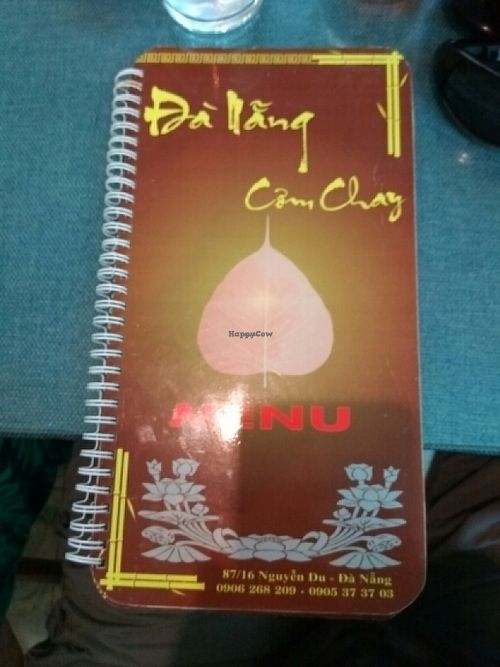 Đà Nẵng
Cơm Chay
HappyCow
MENU
87/16 Nguyễn Du - Đà Nẵng
0906 268 209 - 0905 37 37 03